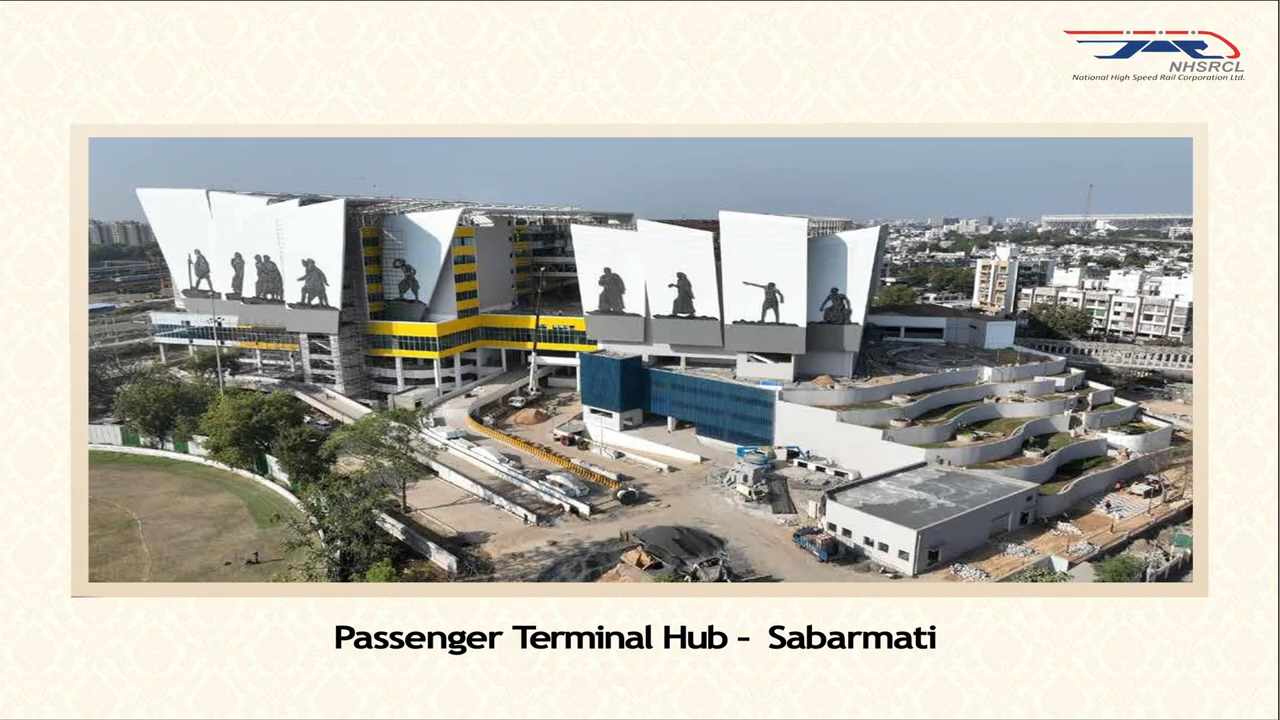 NHSRCL
National High Speed Rail Corporation Ltd.
Passenger Terminal Hub - Sabarmati